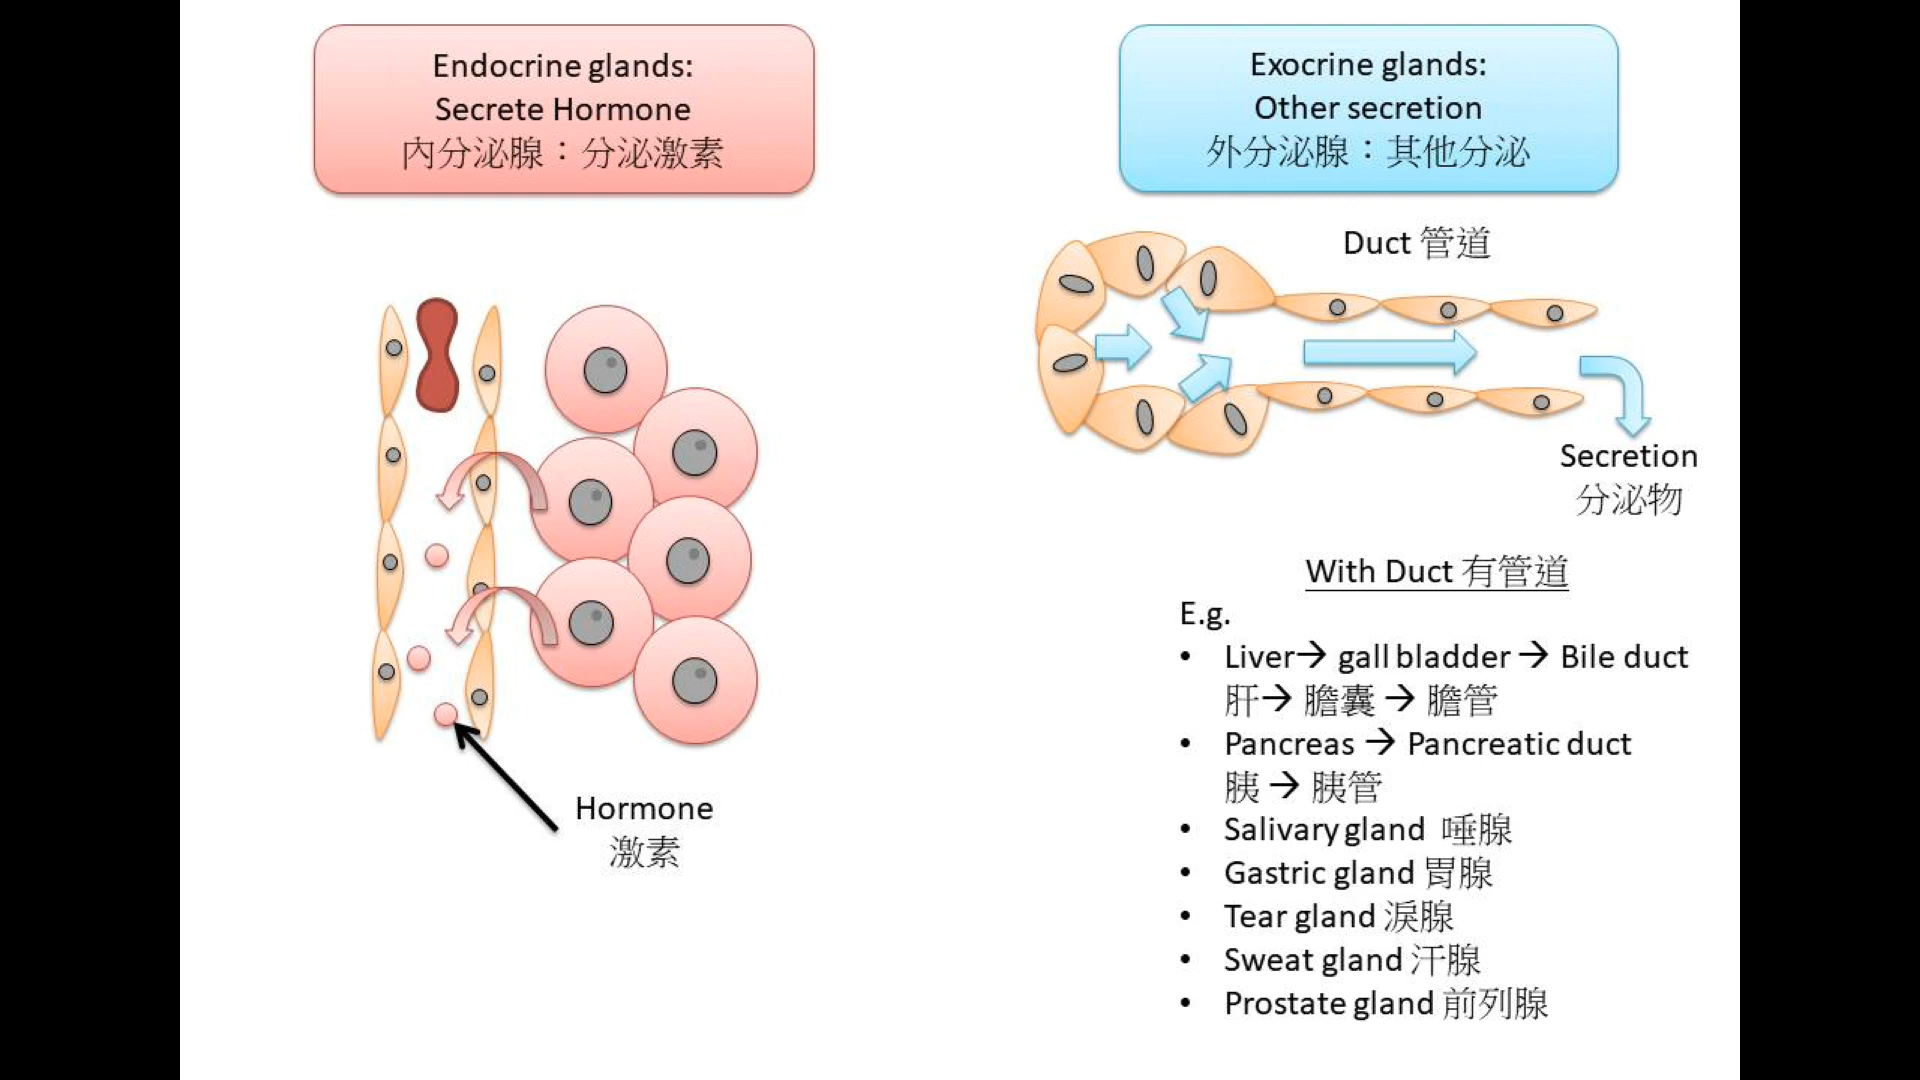 Endocrine glands:
Secrete Hormone
內分泌腺：分泌激素
Hormone
激素
Exocrine glands:
Other secretion
外分泌腺：其他分泌
Duct 管道
Secretion
分泌物
With Duct 有管道
E.g.
• Liver→ gall bladder → Bile duct
肝→ 膽囊 → 膽管
• Pancreas → Pancreatic duct
胰 → 胰管
• Salivary gland 唾腺
• Gastric gland 胃腺
• Tear gland 淚腺
• Sweat gland 汗腺
• Prostate gland 前列腺